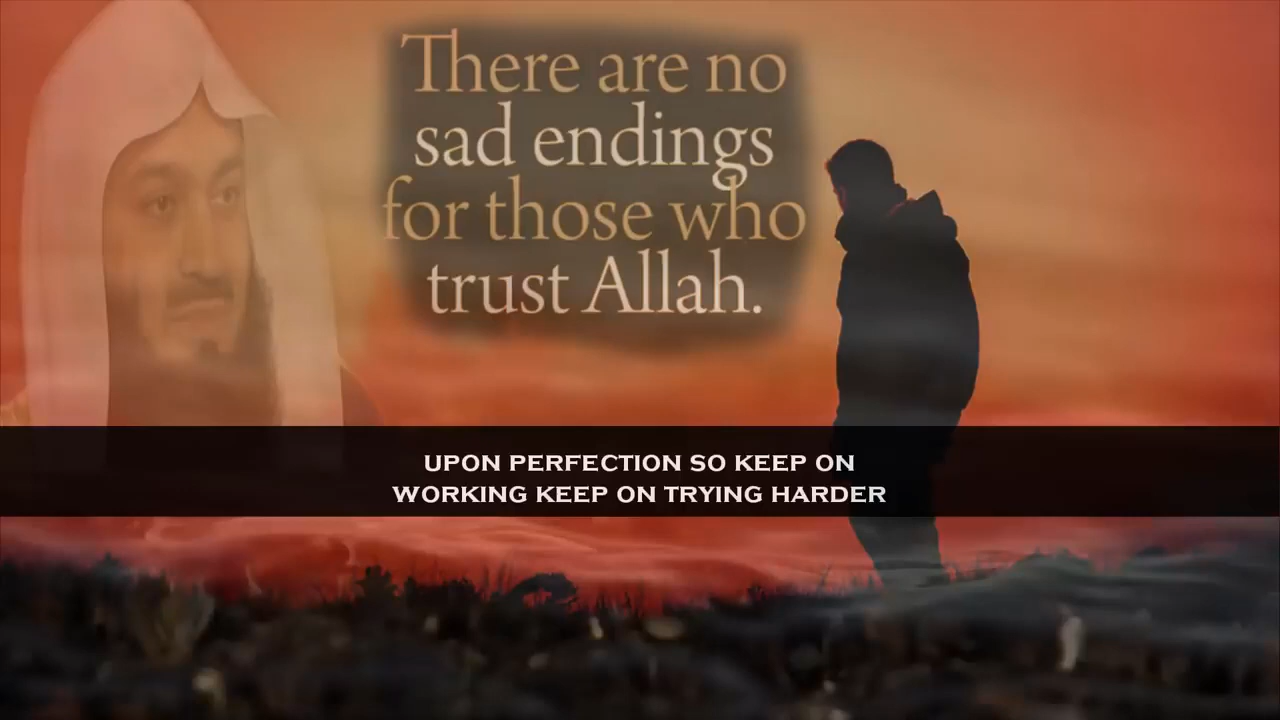 There are no
sad endings
for those who
trust Allah.
UPON PERFECTION SO KEEP ON
WORKING KEEP ON TRYING HARDER